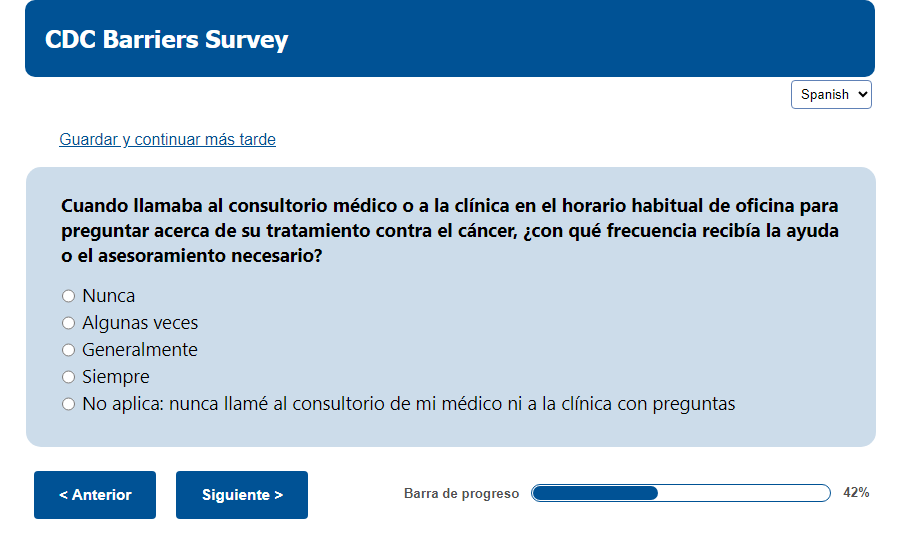 CDC Barriers Survey
Spanish
Guardar y continuar más tarde
Cuando llamaba al consultorio médico o a la clínica en el horario habitual de oficina para
preguntar acerca de su tratamiento contra el cáncer, ¿con qué frecuencia recibía la ayuda
o el asesoramiento necesario?
Nunca
Algunas veces
Generalmente
Siempre
No aplica: nunca llamé al consultorio de mi médico ni a la clínica con preguntas
< Anterior
Siguiente >
Barra de progreso
42%